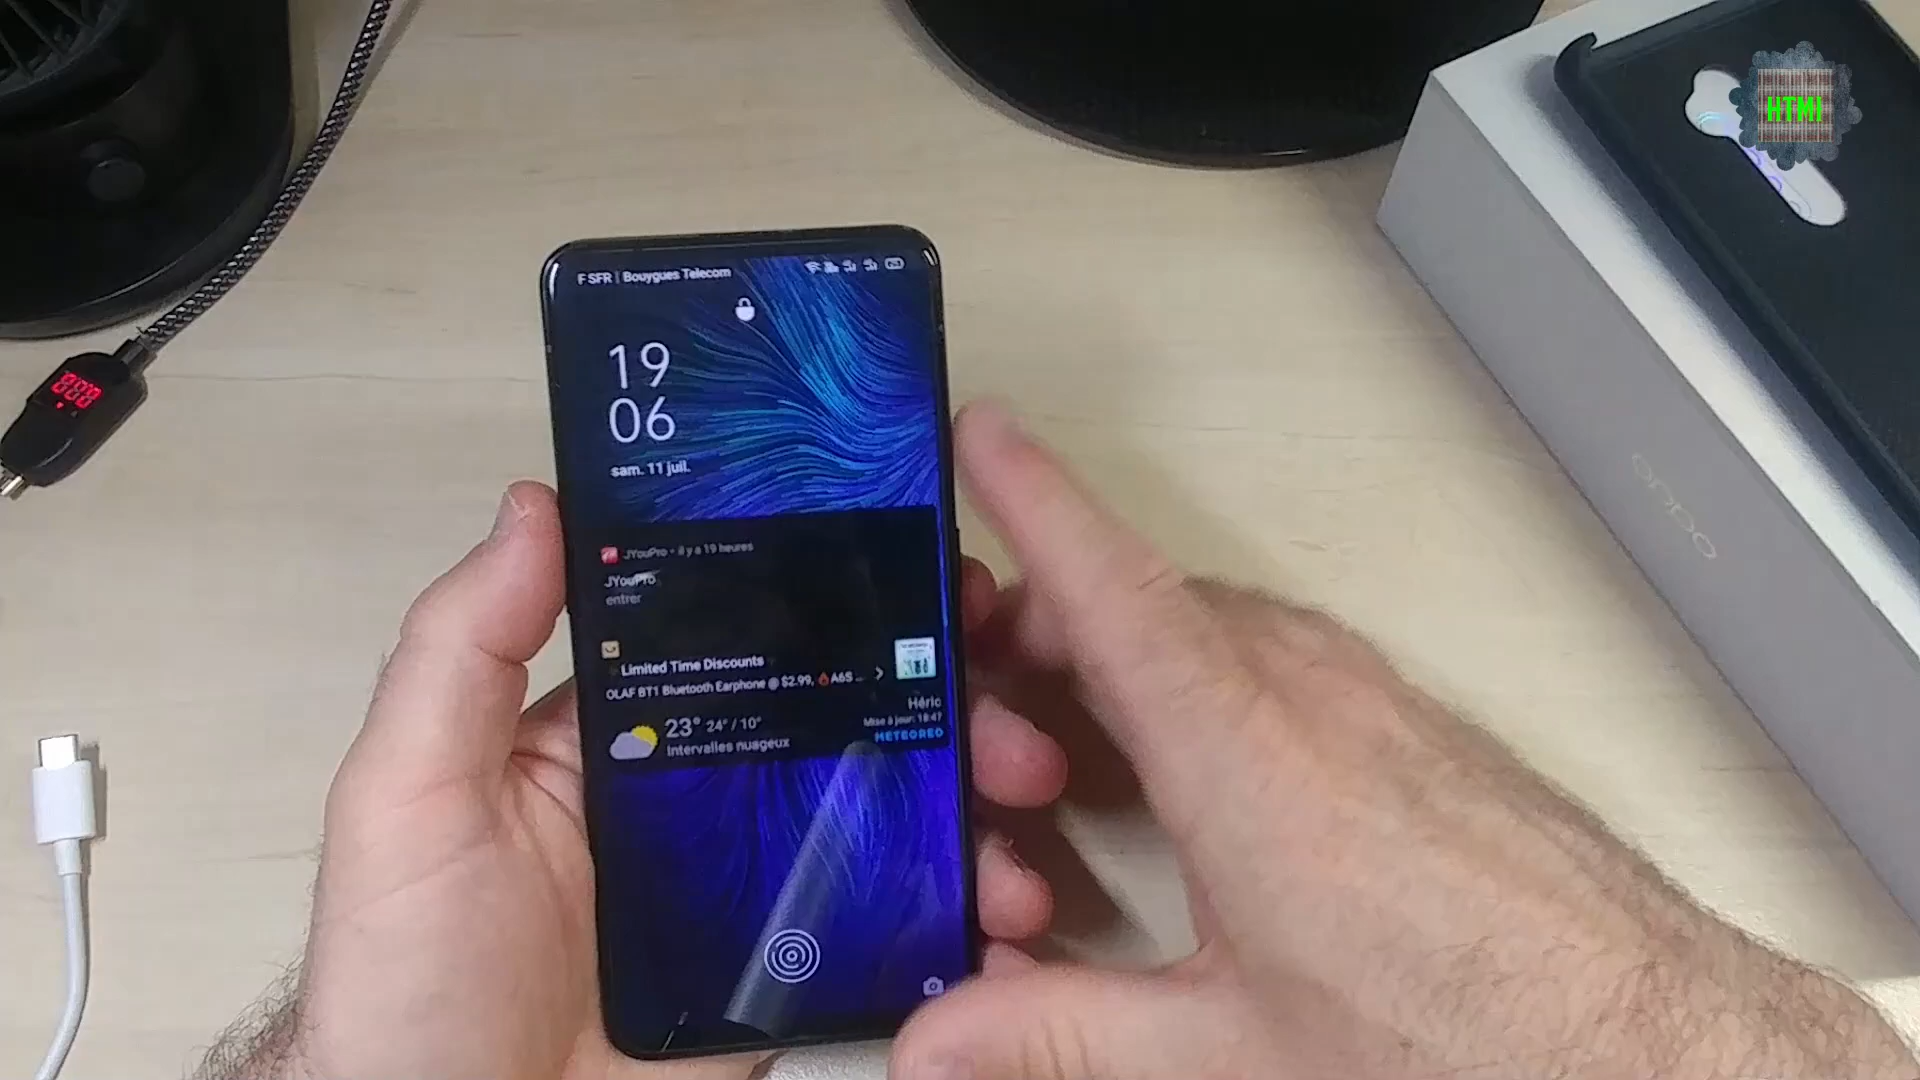 HTMI
F SFR | Bouygues Telecom
19
06
sam. 11 juil.
JYouPro • il y a 19 heures
JYouPro
entrer
Limited Time Discounts
OLAF BT1 Bluetooth Earphone @ $2.99, 🔥A6S ...
23° 24° / 10°
Intervalles nuageux
Héric
Mise à jour: 18:47
METEORED
oppo